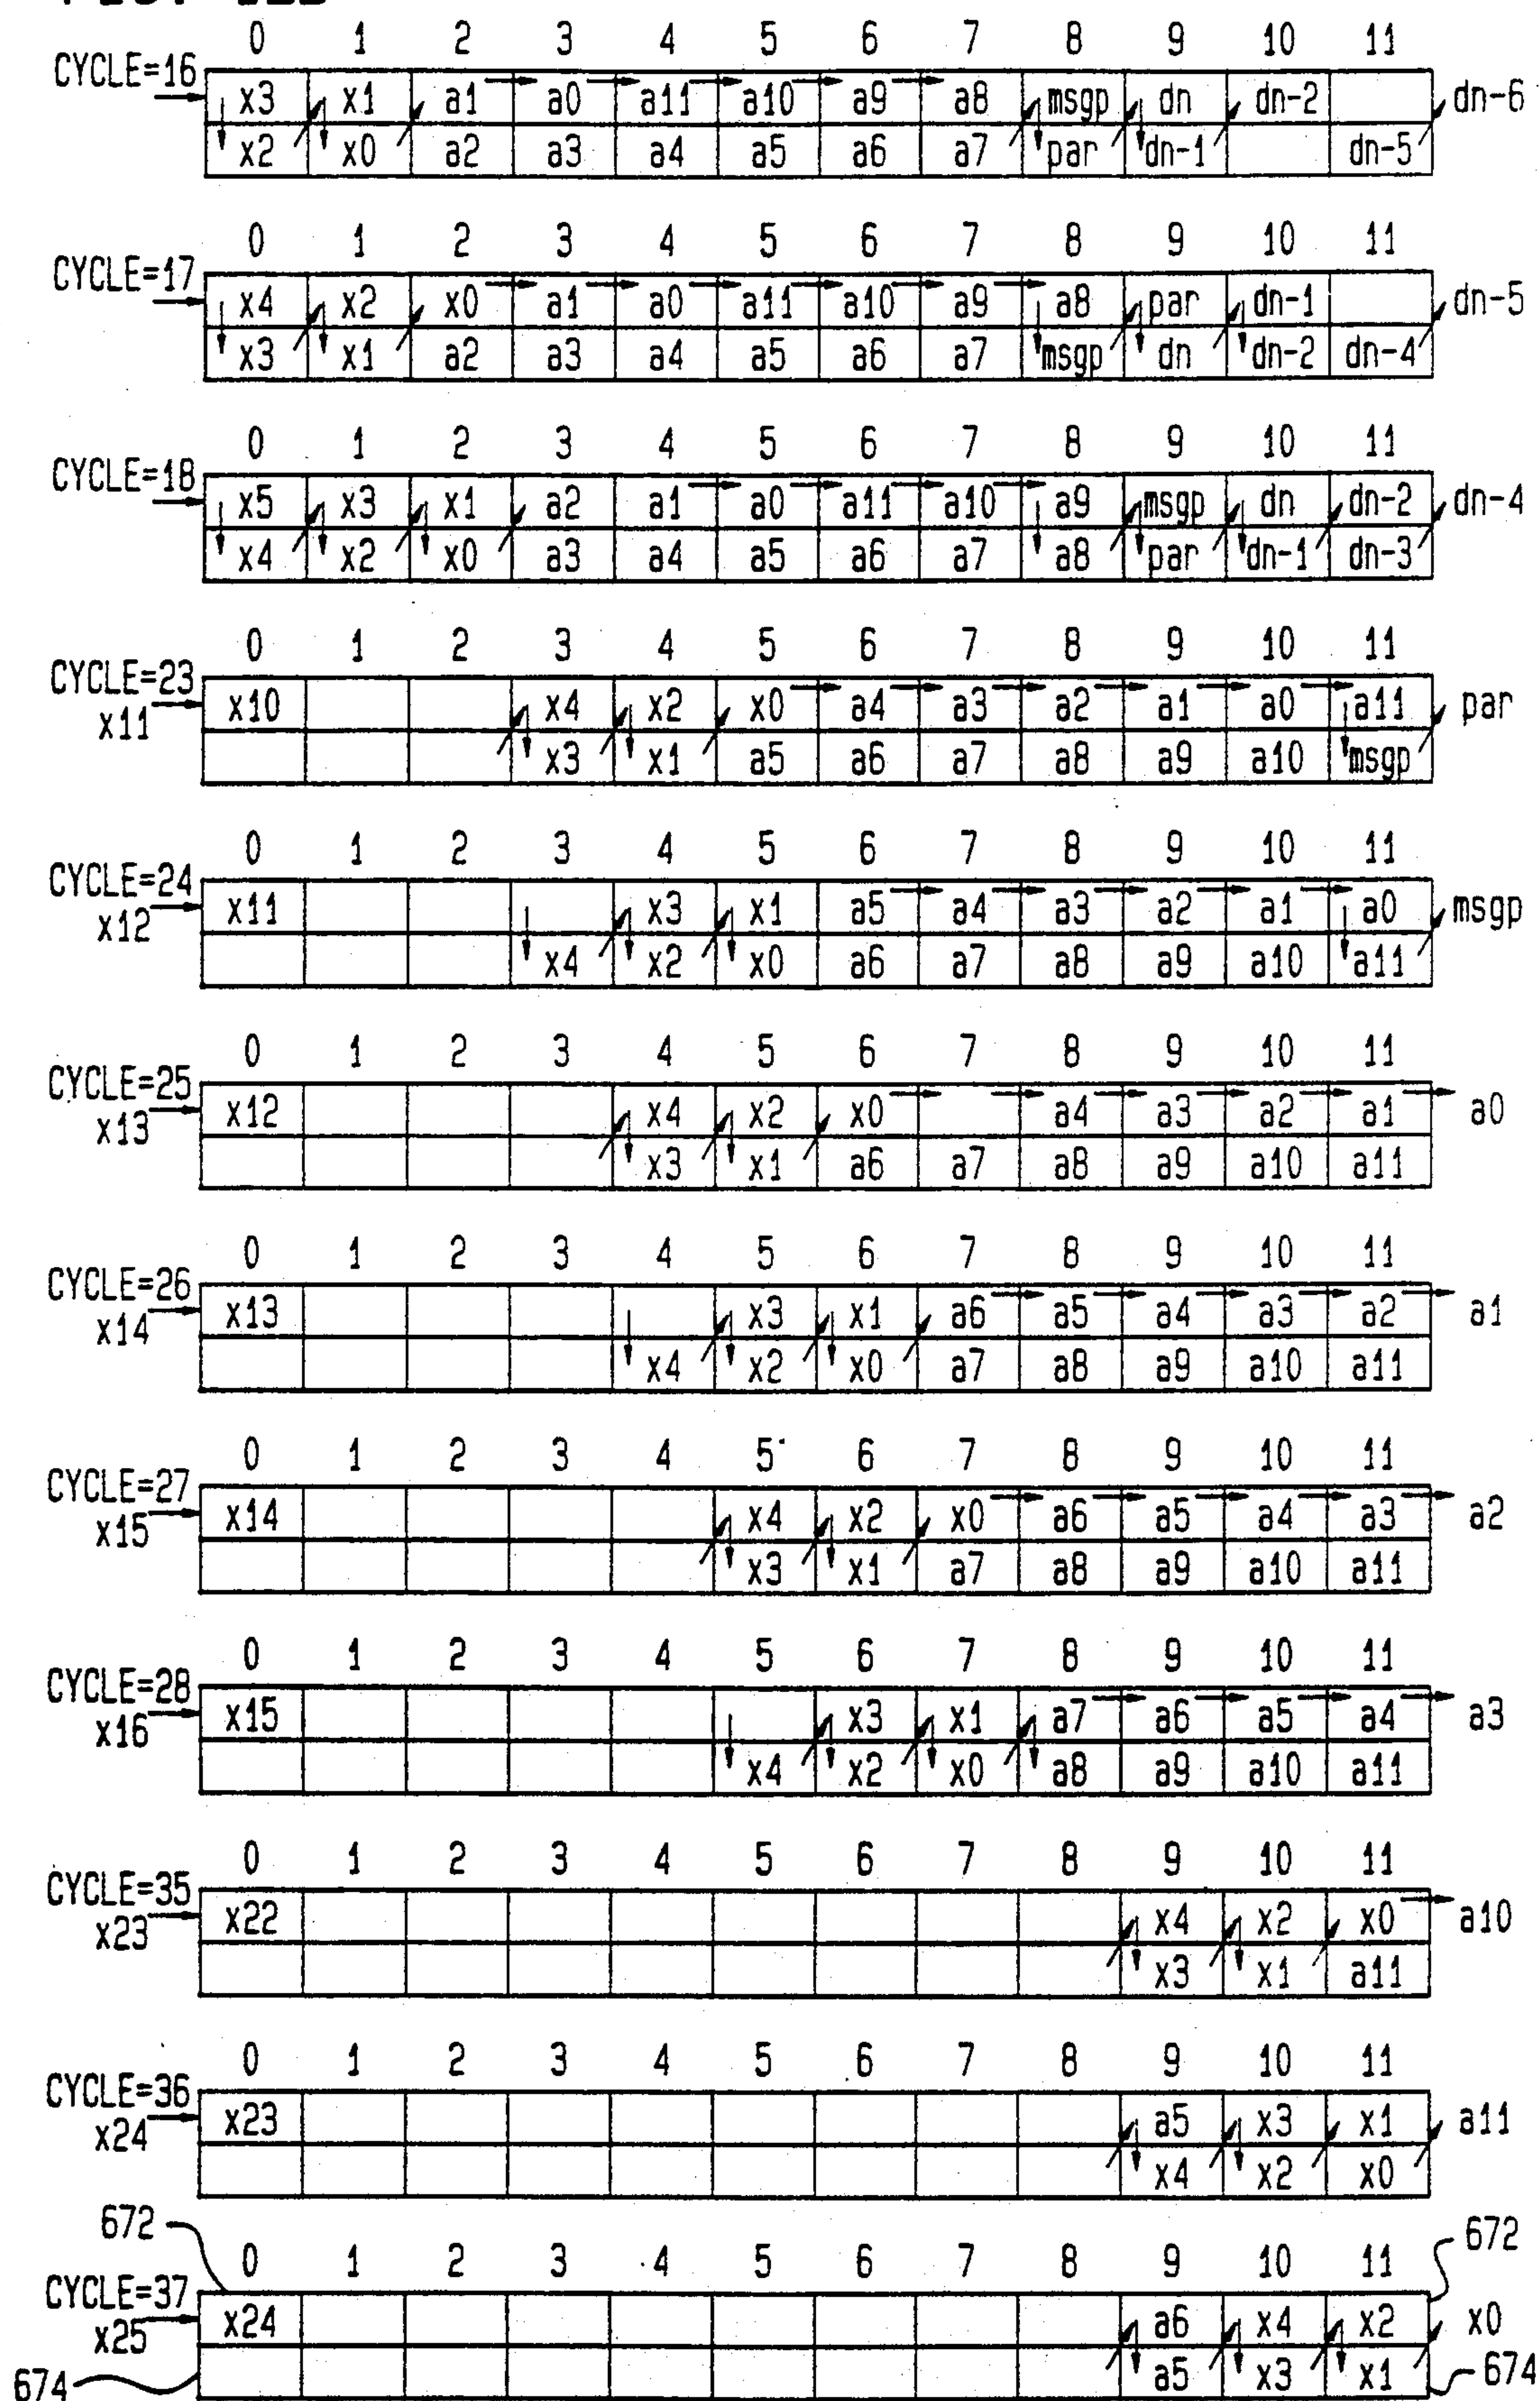 0 1 2 3 4 5 6 7 8 9 10 11
CYCLE=16
x3 x1 a1 a0 a11 a10 a9 a8 msgp dn dn-2 dn-6
x2 x0 a2 a3 a4 a5 a6 a7 par dn-1 dn-5
0 1 2 3 4 5 6 7 8 9 10 11
CYCLE=17
x4 x2 x0 a1 a0 a11 a10 a9 a8 par dn-1 dn-5
x3 x1 a2 a3 a4 a5 a6 a7 msgp dn dn-2 dn-4
0 1 2 3 4 5 6 7 8 9 10 11
CYCLE=18
x5 x3 x1 a2 a1 a0 a11 a10 a9 msgp dn dn-2 dn-4
x4 x2 x0 a3 a4 a5 a6 a7 a8 par dn-1 dn-3
0 1 2 3 4 5 6 7 8 9 10 11
CYCLE=23
x11 x10 x4 x2 x0 a4 a3 a2 a1 a0 a11 par
x3 x1 a5 a6 a7 a8 a9 a10 msgp
0 1 2 3 4 5 6 7 8 9 10 11
CYCLE=24
x12 x11 x3 x1 a5 a4 a3 a2 a1 a0 msgp
x4 x2 x0 a6 a7 a8 a9 a10 a11
0 1 2 3 4 5 6 7 8 9 10 11
CYCLE=25
x13 x12 x4 x2 x0 a4 a3 a2 a1 a0
x3 x1 a6 a7 a8 a9 a10 a11
0 1 2 3 4 5 6 7 8 9 10 11
CYCLE=26
x14 x13 x3 x1 a6 a5 a4 a3 a2 a1
x4 x2 x0 a7 a8 a9 a10 a11
0 1 2 3 4 5 6 7 8 9 10 11
CYCLE=27
x15 x14 x4 x2 x0 a6 a5 a4 a3 a2
x3 x1 a7 a8 a9 a10 a11
0 1 2 3 4 5 6 7 8 9 10 11
CYCLE=28
x16 x15 x3 x1 a7 a6 a5 a4 a3
x4 x2 x0 a8 a9 a10 a11
0 1 2 3 4 5 6 7 8 9 10 11
CYCLE=35
x23 x22 x4 x2 x0 a10
x3 x1 a11
0 1 2 3 4 5 6 7 8 9 10 11
CYCLE=36
x24 x23 a5 x3 x1 a11
x4 x2 x0
672 0 1 2 3 4 5 6 7 8 9 10 11 672
CYCLE=37
x25 x24 a6 x4 x2 x0
674 a5 x3 x1 674